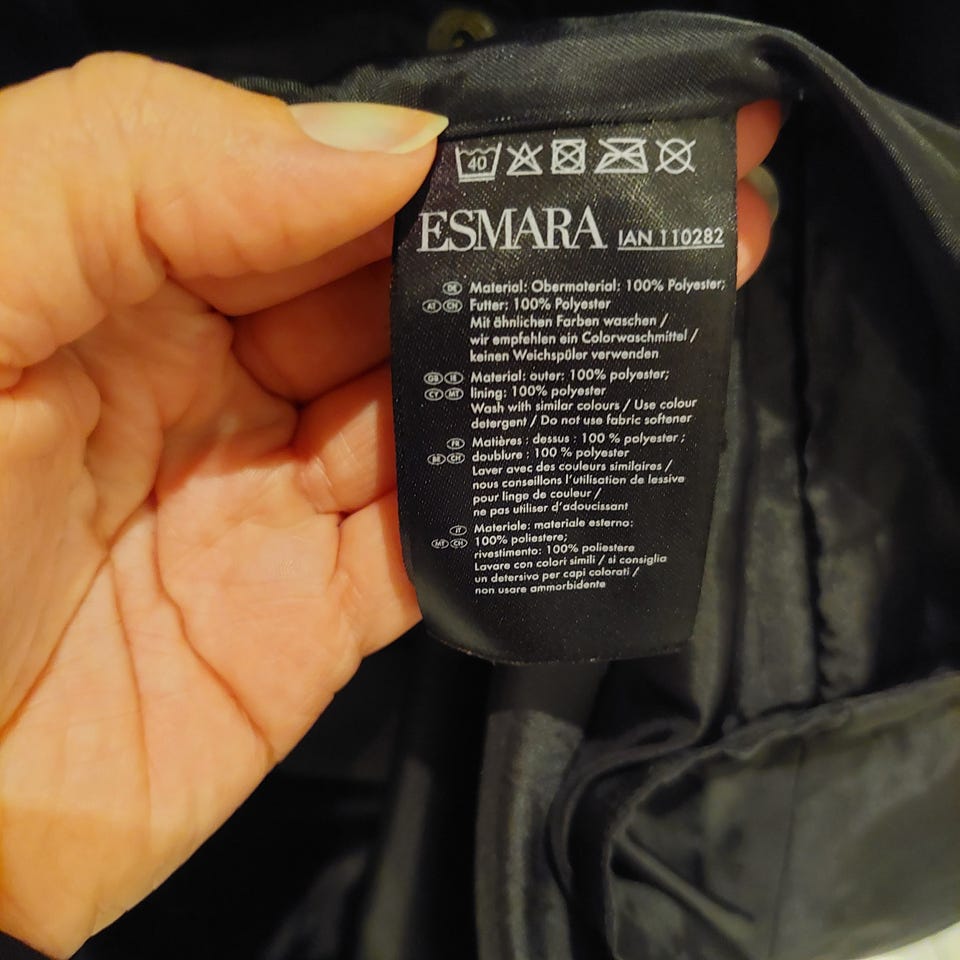 40
ESMARA IAN 110282
DE Material: Obermaterial: 100% Polyester;
AT CH Futter: 100% Polyester
Mit ähnlichen Farben waschen /
wir empfehlen ein Colorwaschmittel /
keinen Weichspüler verwenden
GB IE Material: outer: 100% polyester;
CY MT lining: 100% polyester
Wash with similar colours / Use colour
detergent / Do not use fabric softener
FR Matières : dessus : 100 % polyester ;
BE CH doublure : 100 % polyester
Laver avec des couleurs similaires /
nous conseillons l'utilisation de lessive
pour linge de couleur /
ne pas utiliser d'adoucissant
IT Materiale: materiale esterno:
MT CH 100% poliestere;
rivestimento: 100% poliestere
Lavare con colori simili / si consiglia
un detersivo per capi colorati /
non usare ammorbidente